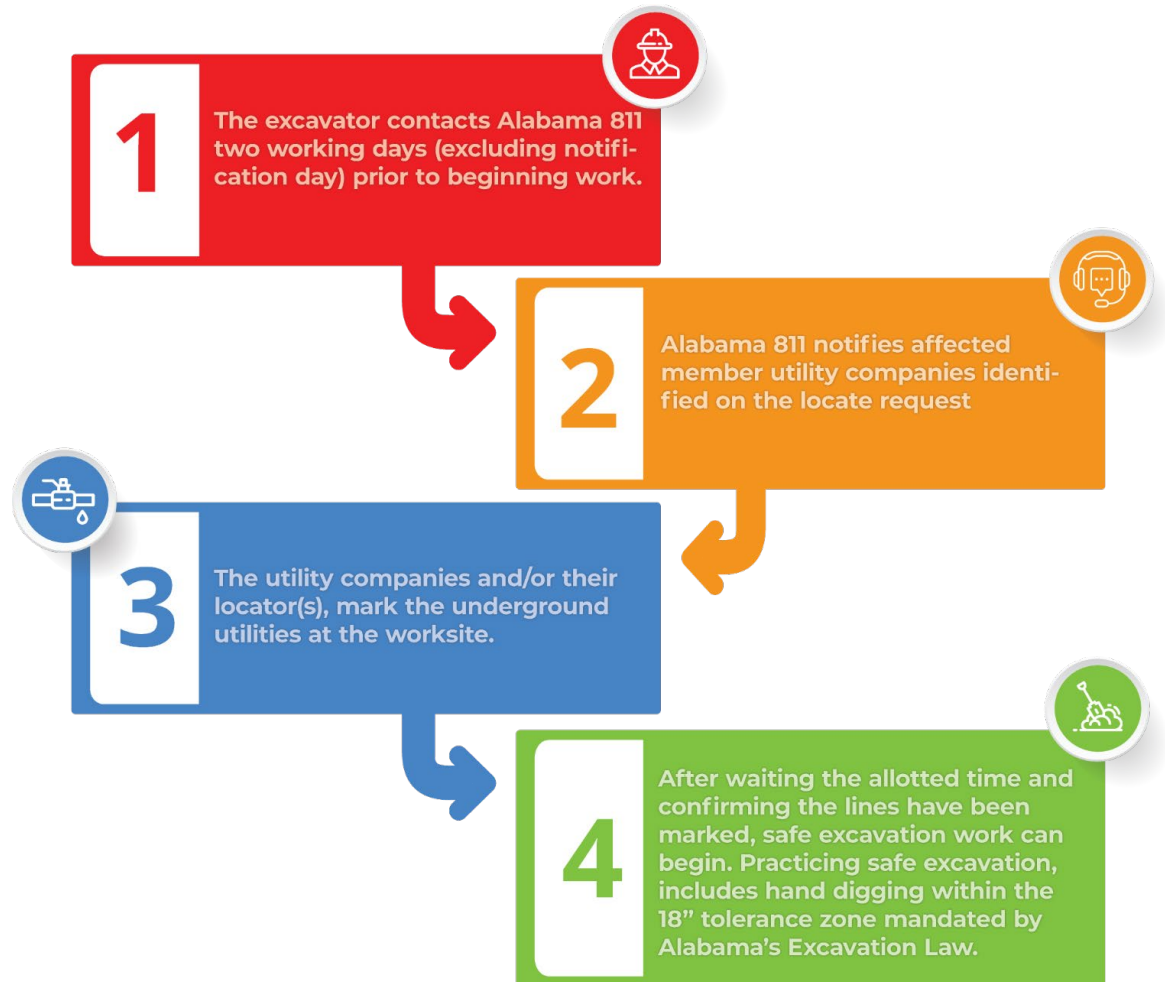 1
The excavator contacts Alabama 811
two working days (excluding notifi-
cation day) prior to beginning work.
2
Alabama 811 notifies affected
member utility companies identi-
fied on the locate request
3
The utility companies and/or their
locator(s), mark the underground
utilities at the worksite.
4
After waiting the allotted time and
confirming the lines have been
marked, safe excavation work can
begin. Practicing safe excavation,
includes hand digging within the
18” tolerance zone mandated by
Alabama’s Excavation Law.